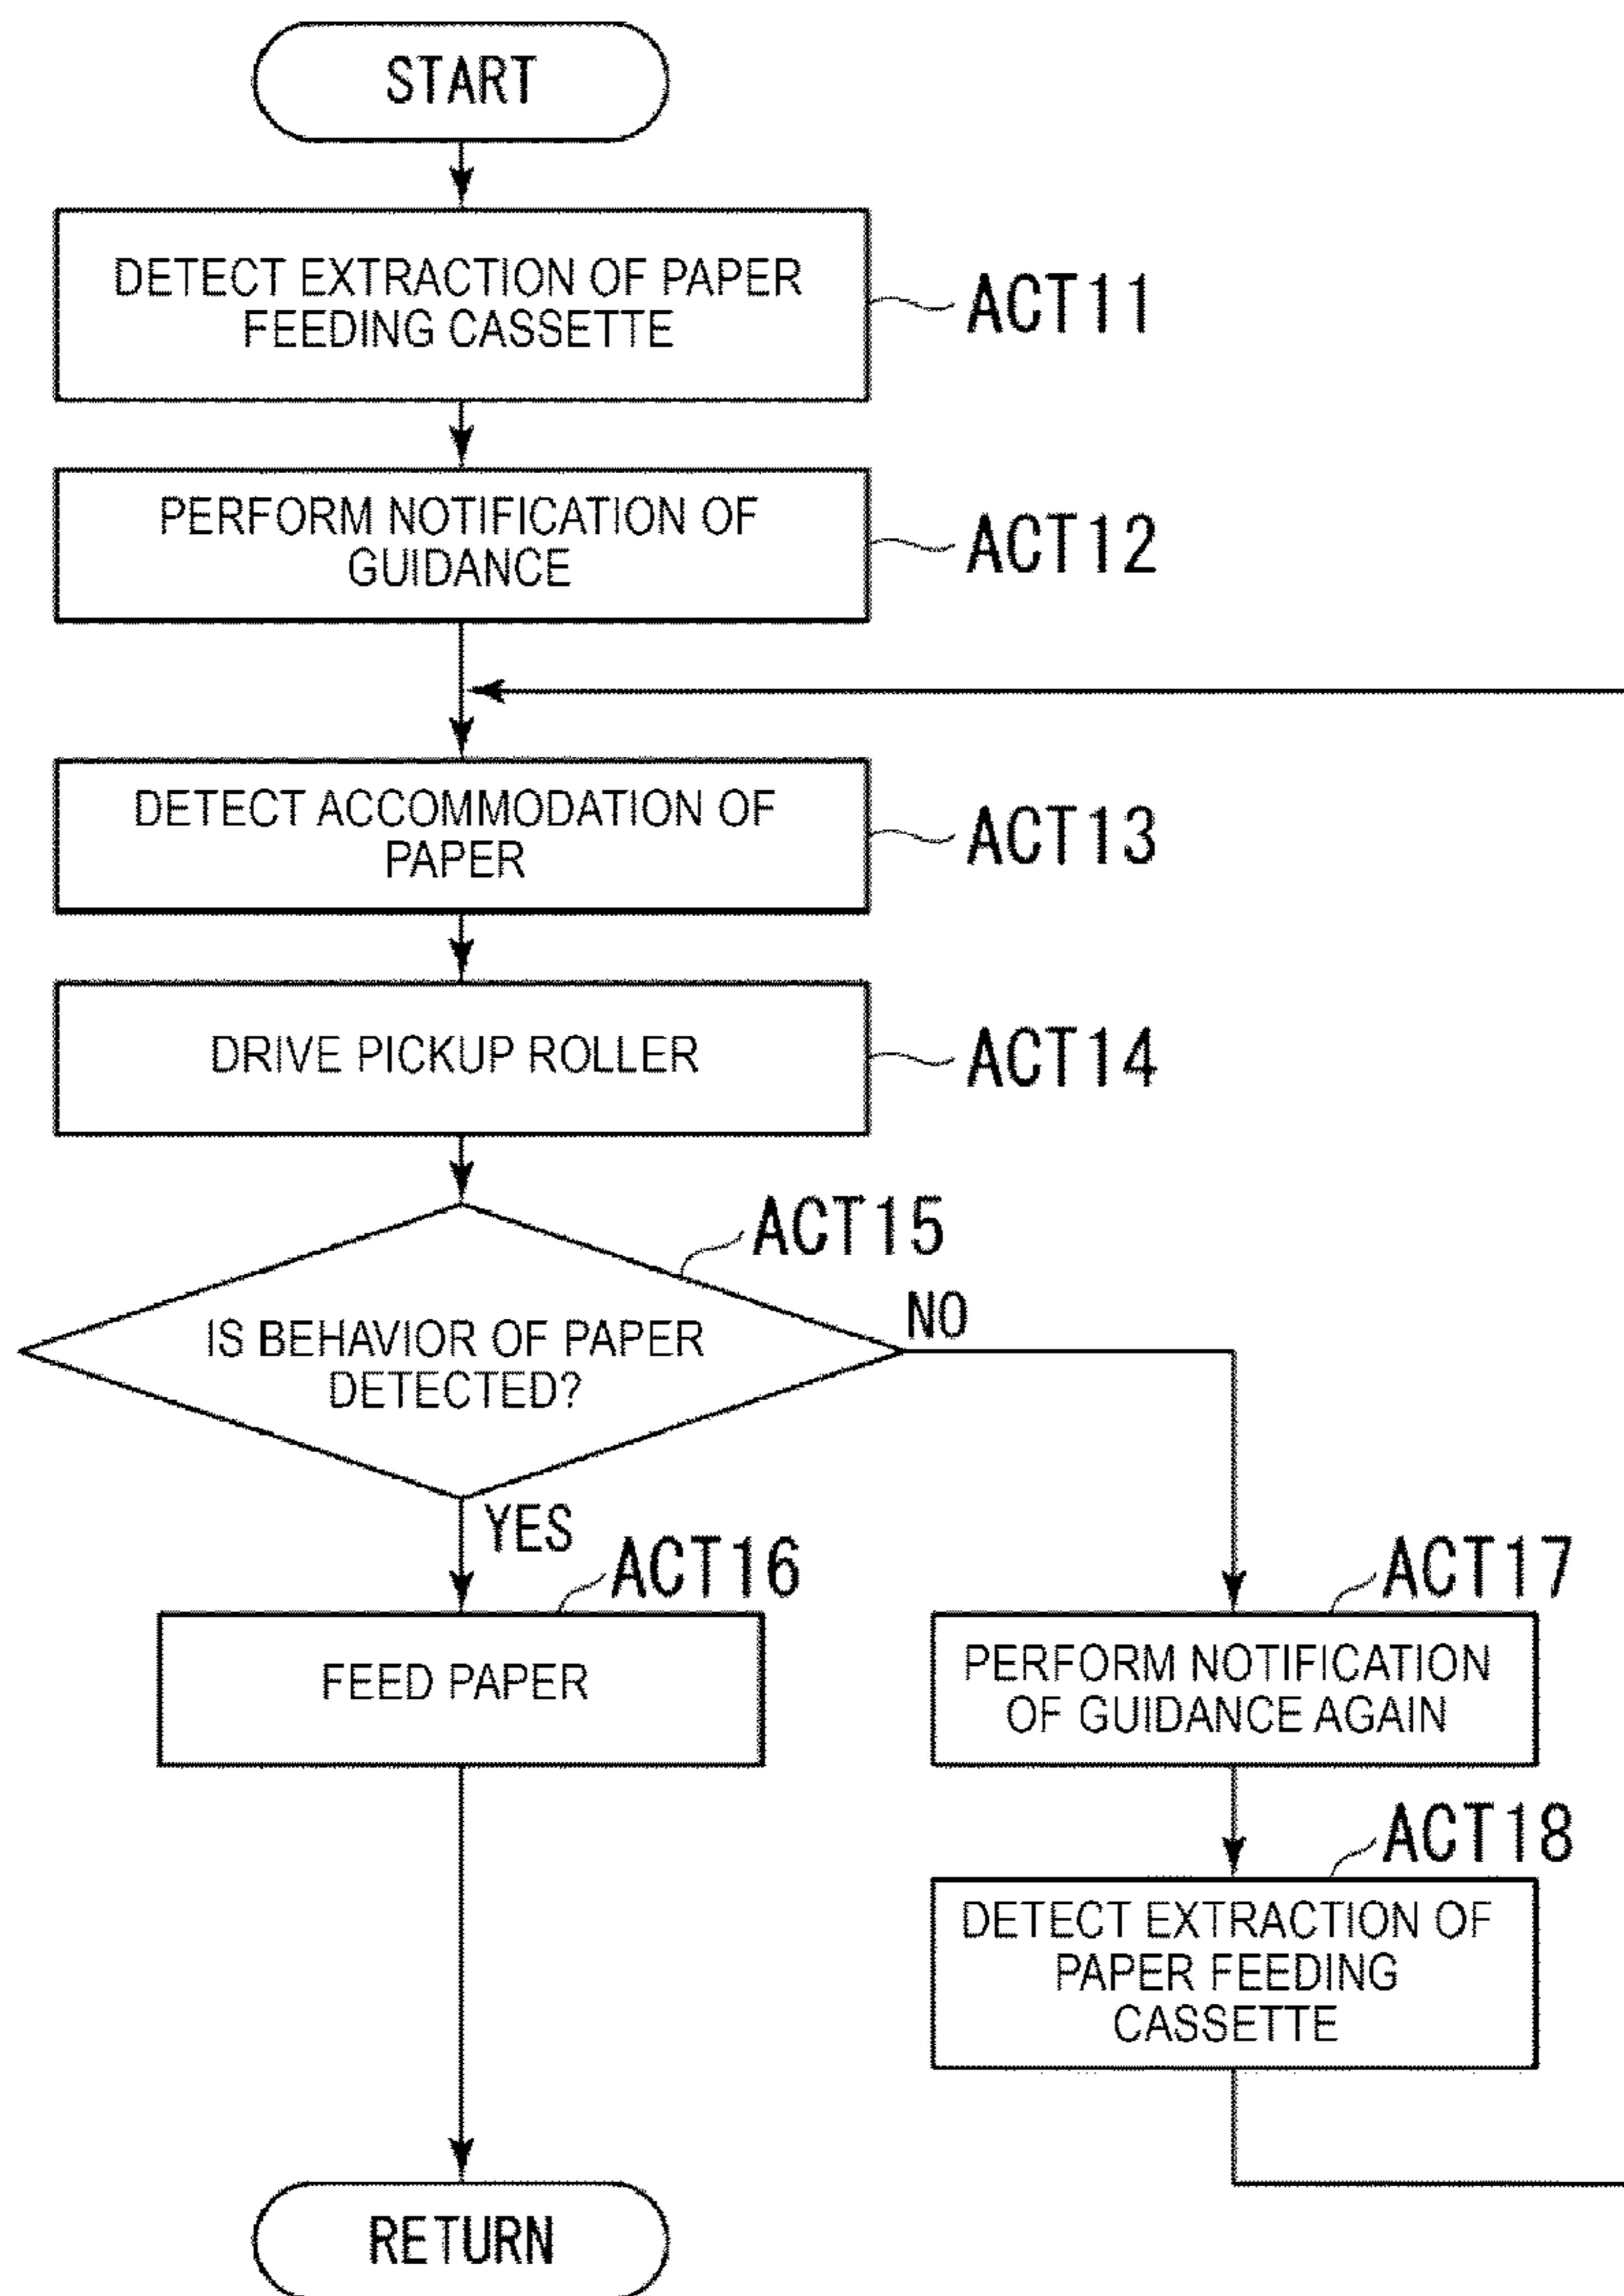 START
DETECT EXTRACTION OF PAPER
FEEDING CASSETTE
ACT11
PERFORM NOTIFICATION OF
GUIDANCE
ACT12
DETECT ACCOMMODATION OF
PAPER
ACT13
DRIVE PICKUP ROLLER
ACT14
ACT15
IS BEHAVIOR OF PAPER
DETECTED?
NO
YES
ACT16
FEED PAPER
ACT17
PERFORM NOTIFICATION
OF GUIDANCE AGAIN
ACT18
DETECT EXTRACTION OF
PAPER FEEDING
CASSETTE
RETURN